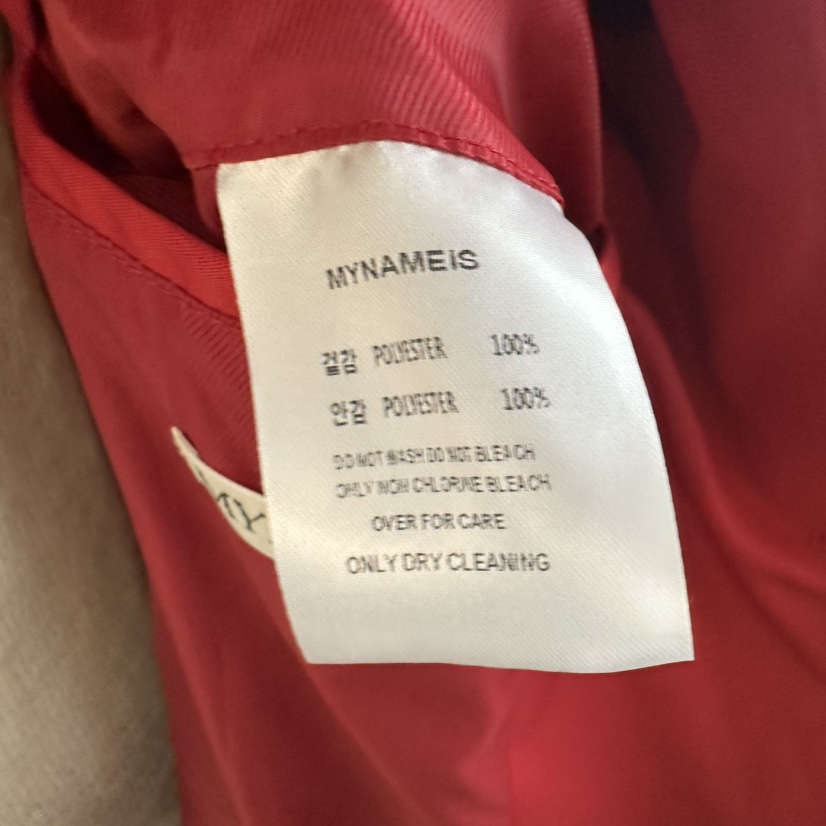 MYNAMEIS
겉감 POLYESTER 100%
안감 POLYESTER 100%
DO NOT WASH DO NOT BLEACH
ONLY NON CHLORINE BLEACH
OVER FOR CARE
ONLY DRY CLEANING
MY